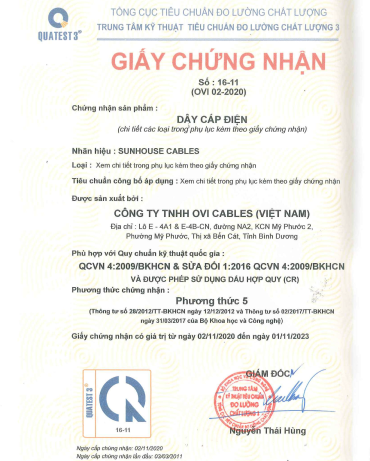 TỔNG CỤC TIÊU CHUẨN ĐO LƯỜNG CHẤT LƯỢNG
TRUNG TÂM KỸ THUẬT TIÊU CHUẨN ĐO LƯỜNG CHẤT LƯỢNG 3
QUATEST 3®
GIẤY CHỨNG NHẬN
Số : 16-11
(OVI 02-2020)
Chứng nhận sản phẩm :
DÂY CÁP ĐIỆN
(chi tiết các loại trong phụ lục kèm theo giấy chứng nhận)
Nhãn hiệu : SUNHOUSE CABLES
Loại : Xem chi tiết trong phụ lục kèm theo giấy chứng nhận
Tiêu chuẩn công bố áp dụng : Xem chi tiết trong phụ lục kèm theo giấy chứng nhận
Được sản xuất bởi :
CÔNG TY TNHH OVI CABLES (VIỆT NAM)
Địa chỉ : Lô E - 4A1 & E-4B-CN, đường NA2, KCN Mỹ Phước 2,
Phường Mỹ Phước, Thị xã Bến Cát, Tỉnh Bình Dương
Phù hợp với Quy chuẩn kỹ thuật quốc gia :
QCVN 4:2009/BKHCN & SỬA ĐỔI 1:2016 QCVN 4:2009/BKHCN
VÀ ĐƯỢC PHÉP SỬ DỤNG DẤU HỢP QUY (CR)
Phương thức chứng nhận :
Phương thức 5
(Thông tư số 28/2012/TT-BKHCN ngày 12/12/2012 và Thông tư số 02/2017/TT-BKHCN
ngày 31/03/2017 của Bộ Khoa học và Công nghệ)
Giấy chứng nhận có giá trị từ ngày 02/11/2020 đến ngày 01/11/2023
GIÁM ĐỐC
QUATEST 3
16-11
TRUNG TÂM
KỸ THUẬT TIÊU CHUẨN
ĐO LƯỜNG
CHẤT LƯỢNG 3
Nguyễn Thái Hùng
Ngày cấp chứng nhận: 02/11/2020
Ngày cấp chứng nhận lần đầu: 02/03/2011